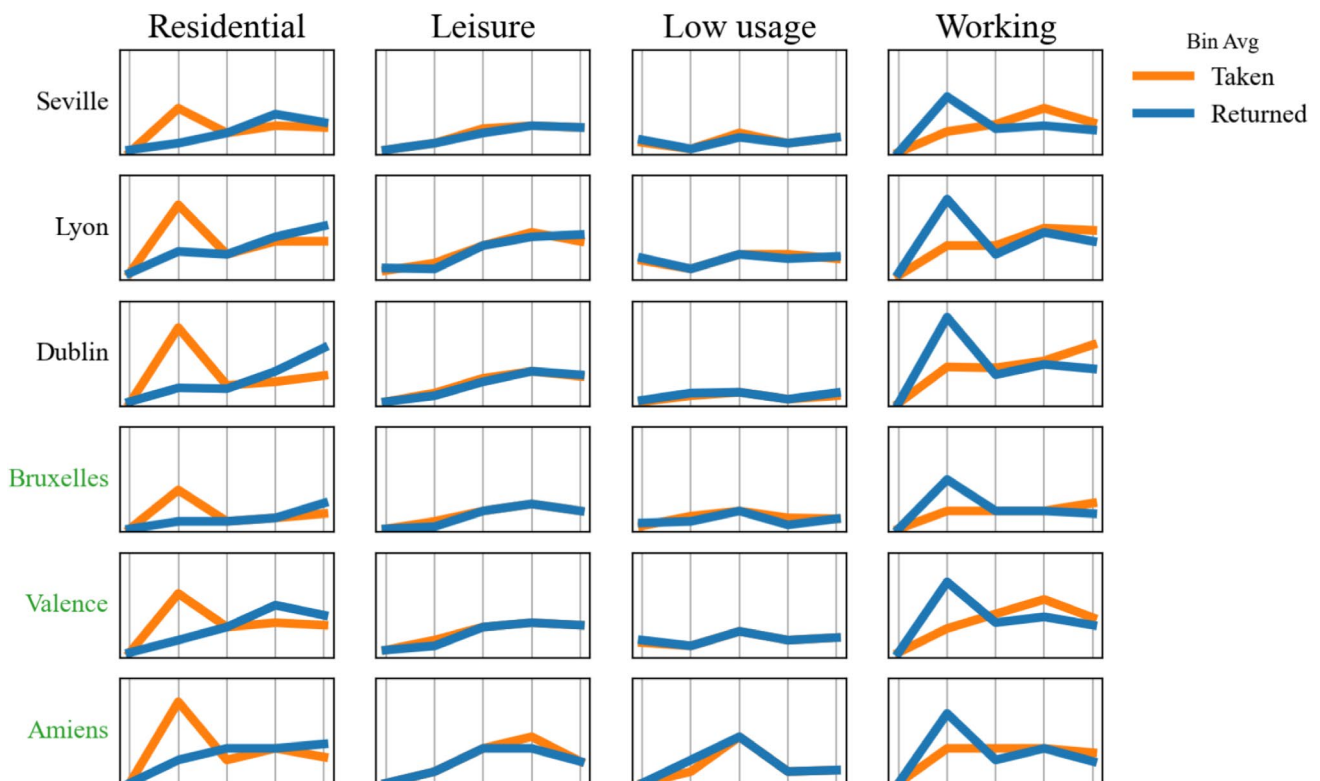 Residential Leisure Low usage Working
Bin Avg
Taken
Returned
Seville
Lyon
Dublin
Bruxelles
Valence
Amiens